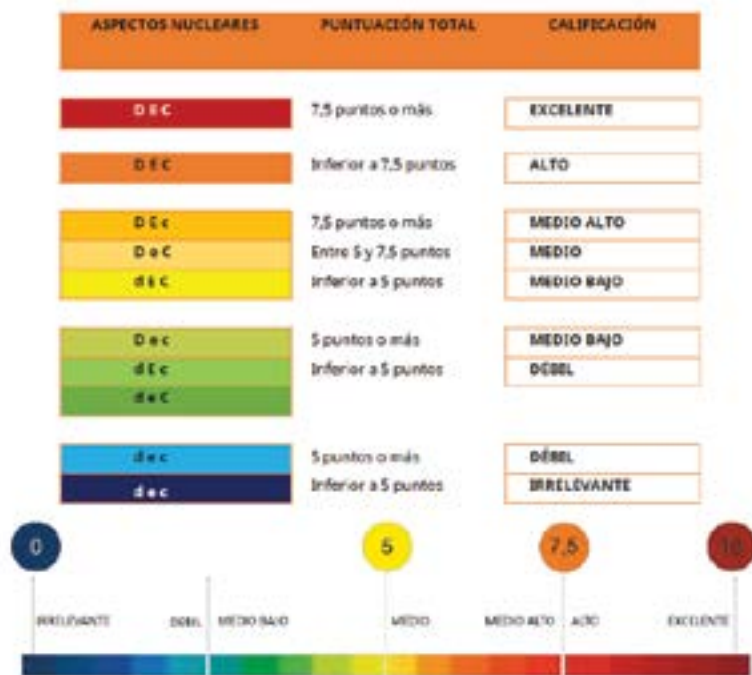 ASPECTOS NUCLEARES PUNTUACIÓN TOTAL CALIFICACIÓN
D E C 7,5 puntos o más EXCELENTE
D E C Inferior a 7,5 puntos ALTO
D E c 7,5 puntos o más MEDIO ALTO
D e C Entre 5 y 7,5 puntos MEDIO
d E C Inferior a 5 puntos MEDIO BAJO
D e c 5 puntos o más MEDIO BAJO
d E c Inferior a 5 puntos DÉBEL
d e C
d e c 5 puntos o más DÉBEL
d e c Inferior a 5 puntos IRRELEVANTE
0 5 7,5 10
IRRELEVANTE DÉBEL MEDIO BAJO MEDIO MEDIO ALTO ALTO EXCELENTE